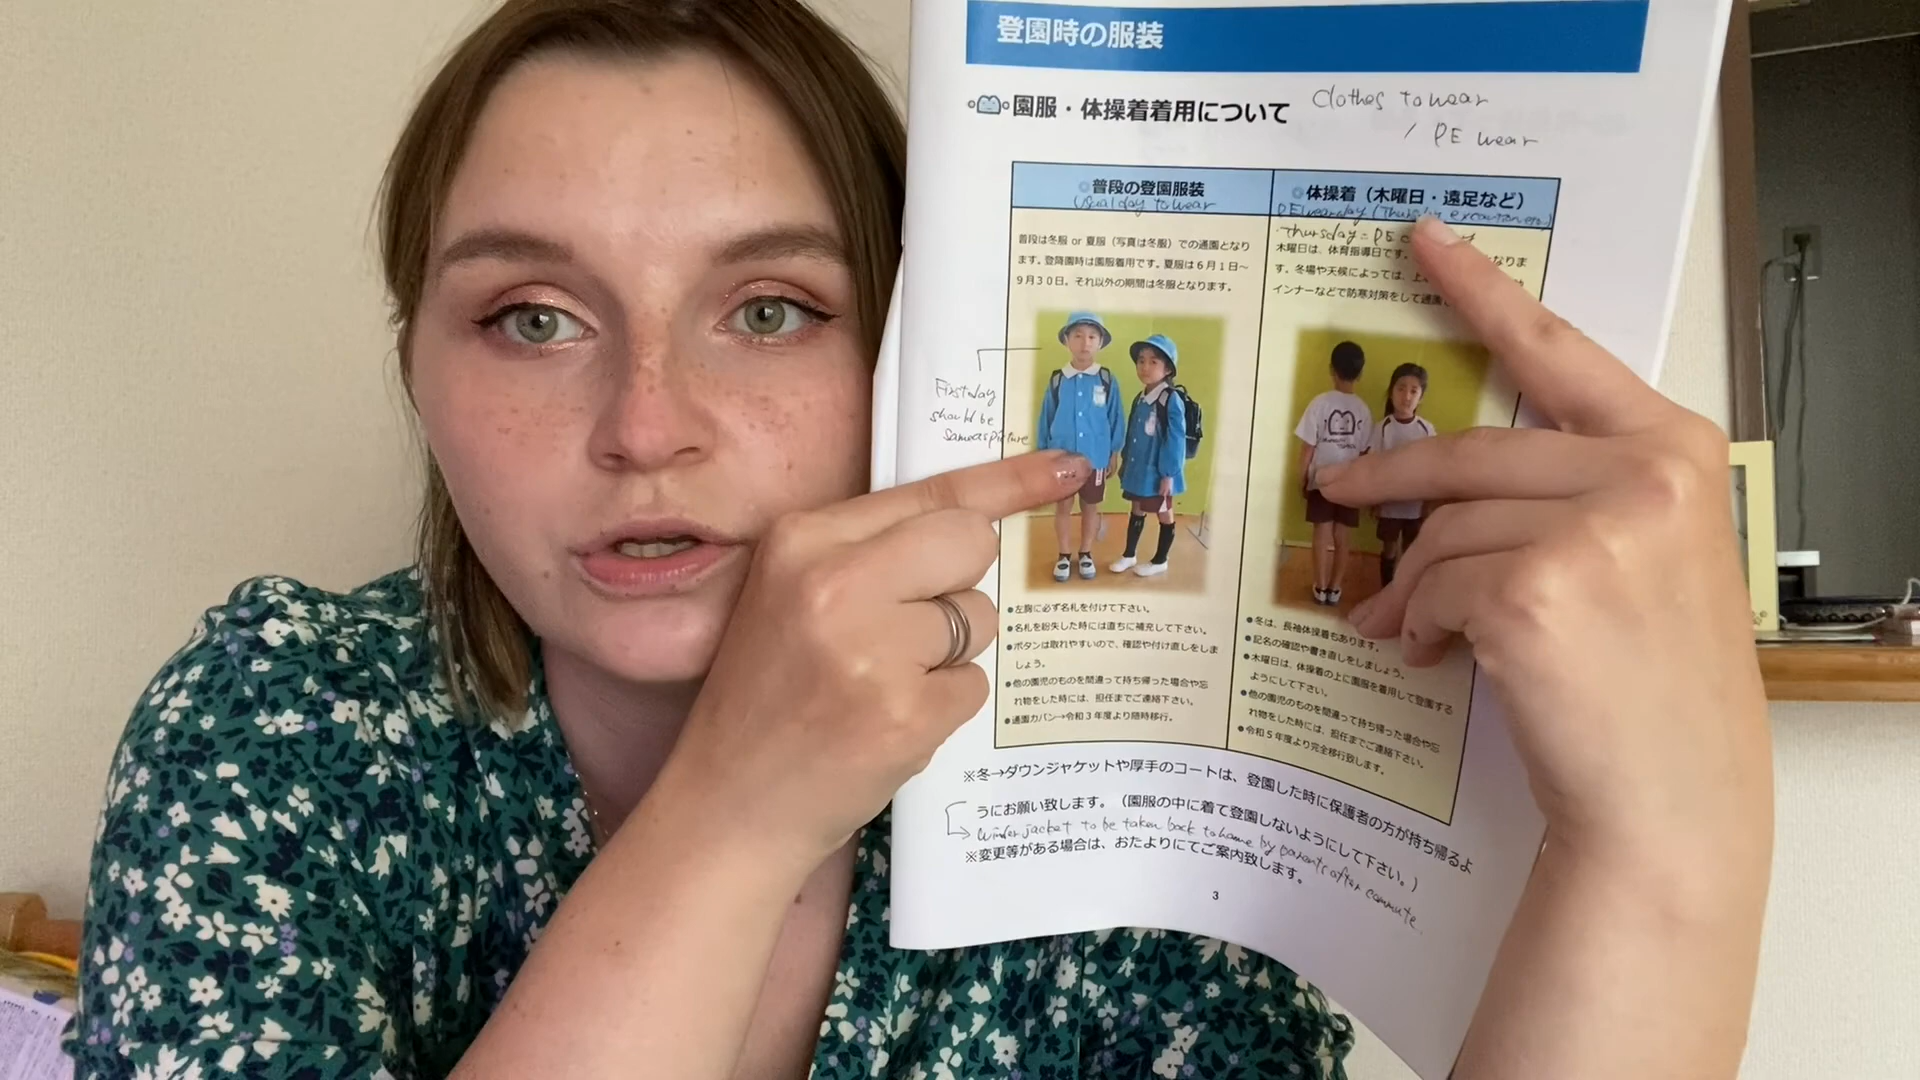 登園時の服装
園服・体操着着用について
Clothes to wear
/ PE wear
普段の登園服装
Usual day to wear
普段は冬服 or 夏服（写真は冬服）での通園となり
ます。登降園時は園服着用です。夏服は６月１日～
９月３０日。それ以外の期間は冬服となります。
First day
should be
same as picture
●左胸に必ず名札を付けて下さい。
●名札を紛失した時には直ちに補充して下さい。
●ボタンは取れやすいので、確認や付け直しをしま
しょう。
●他の園児のものを間違って持ち帰った場合や忘
れ物をした時には、担任までご連絡下さい。
●通園カバン→令和３年度より随時移行。
体操着（木曜日・遠足など）
PE wear day (Thursday
Thursday = PE
木曜日は、体育指導日です。 なりま
す。冬場や天候によっては、上
インナーなどで防寒対策をして通園
●冬は、長袖体操着もあります。
●記名の確認や書き直しをしましょう。
●木曜日は、体操着の上に園服を着用して登園する
ようにして下さい。
●他の園児のものを間違って持ち帰った場合や忘
れ物をした時には、担任までご連絡下さい。
●令和５年度より完全移行致します。
※冬→ダウンジャケットや厚手のコートは、登園した時に保護者の方が持ち帰るよ
うにお願い致します。（園服の中に着て登園しないようにして下さい。）
Winter jacket to be taken back to home by parents after commute.
※変更等がある場合は、おたよりにてご案内致します。
3